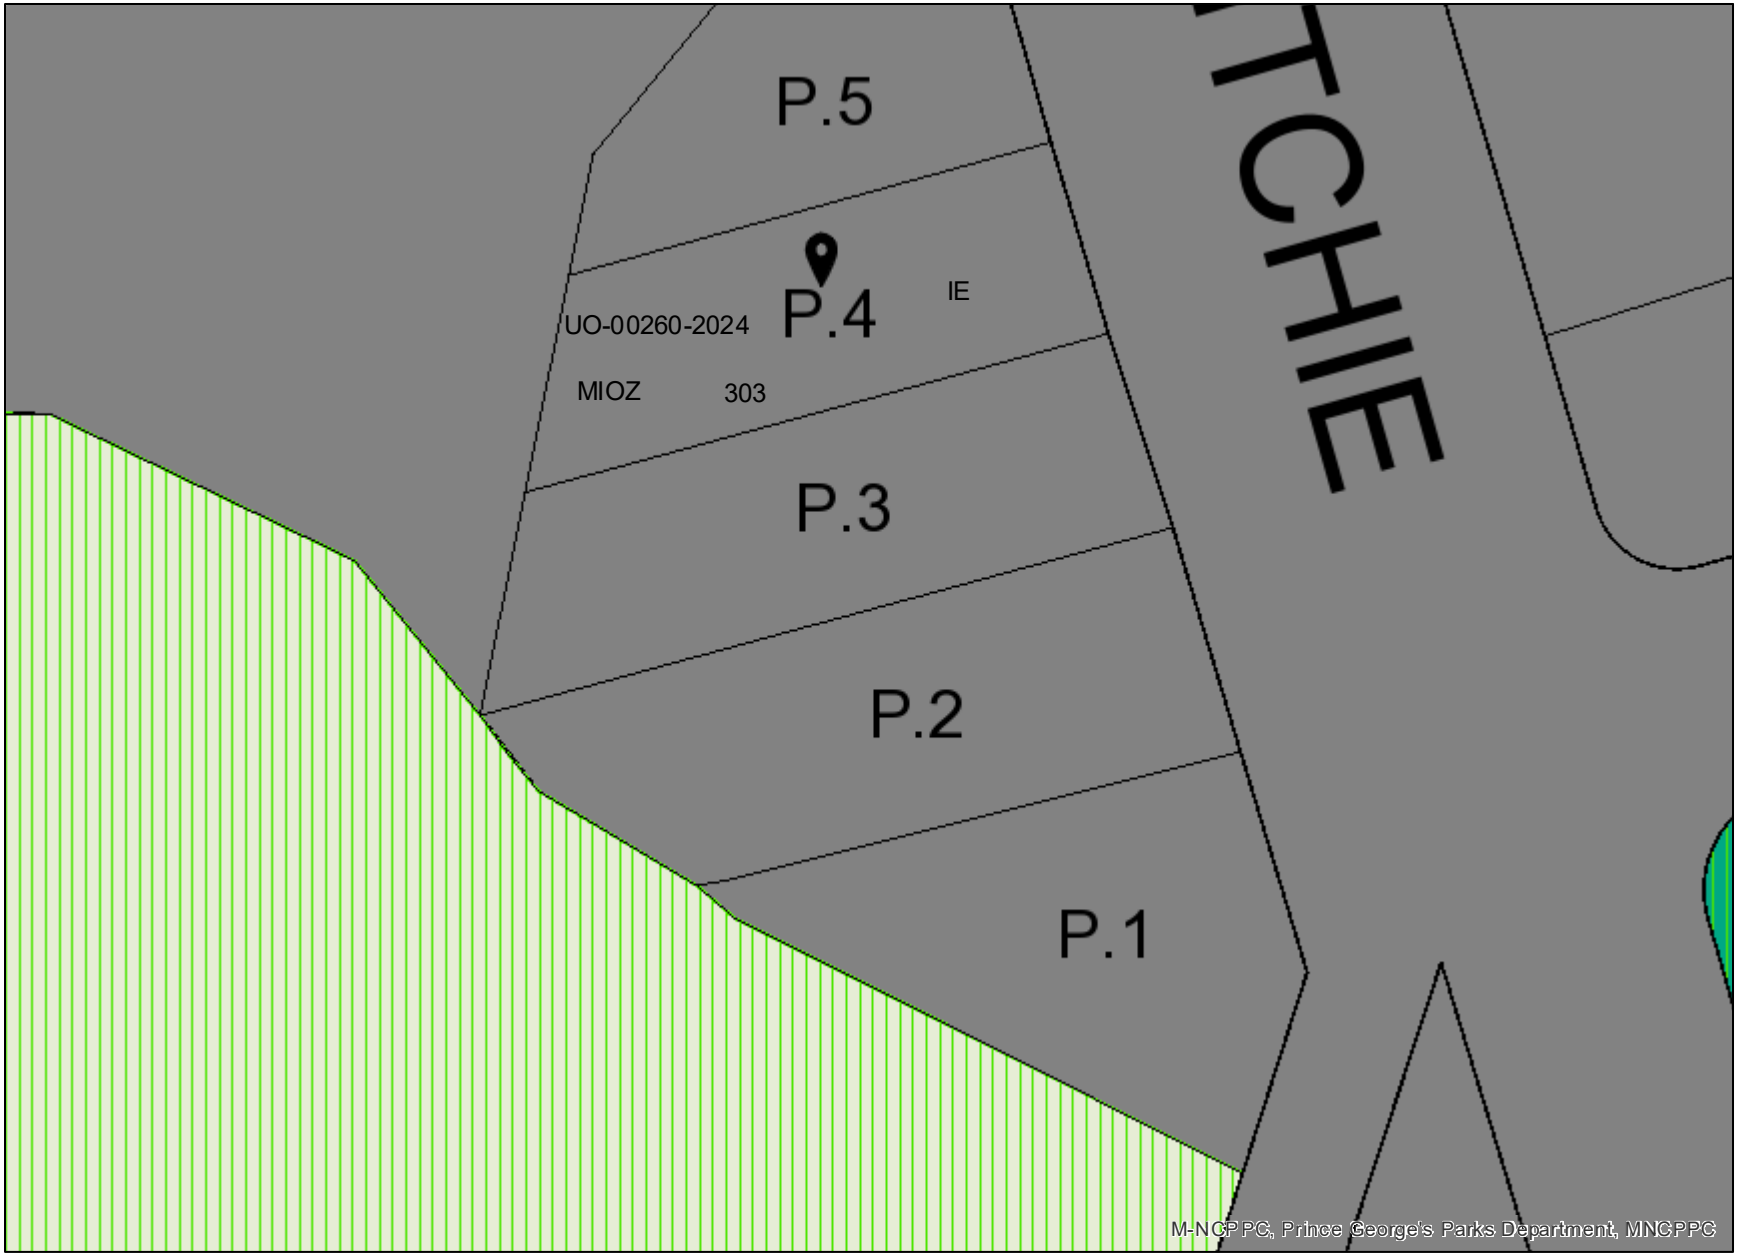 P.5
P.4
IE
UO-00260-2024
MIOZ
303
P.3
P.2
P.1
TCHIE
M-NCPPC, Prince George's Parks Department, MNCPPC